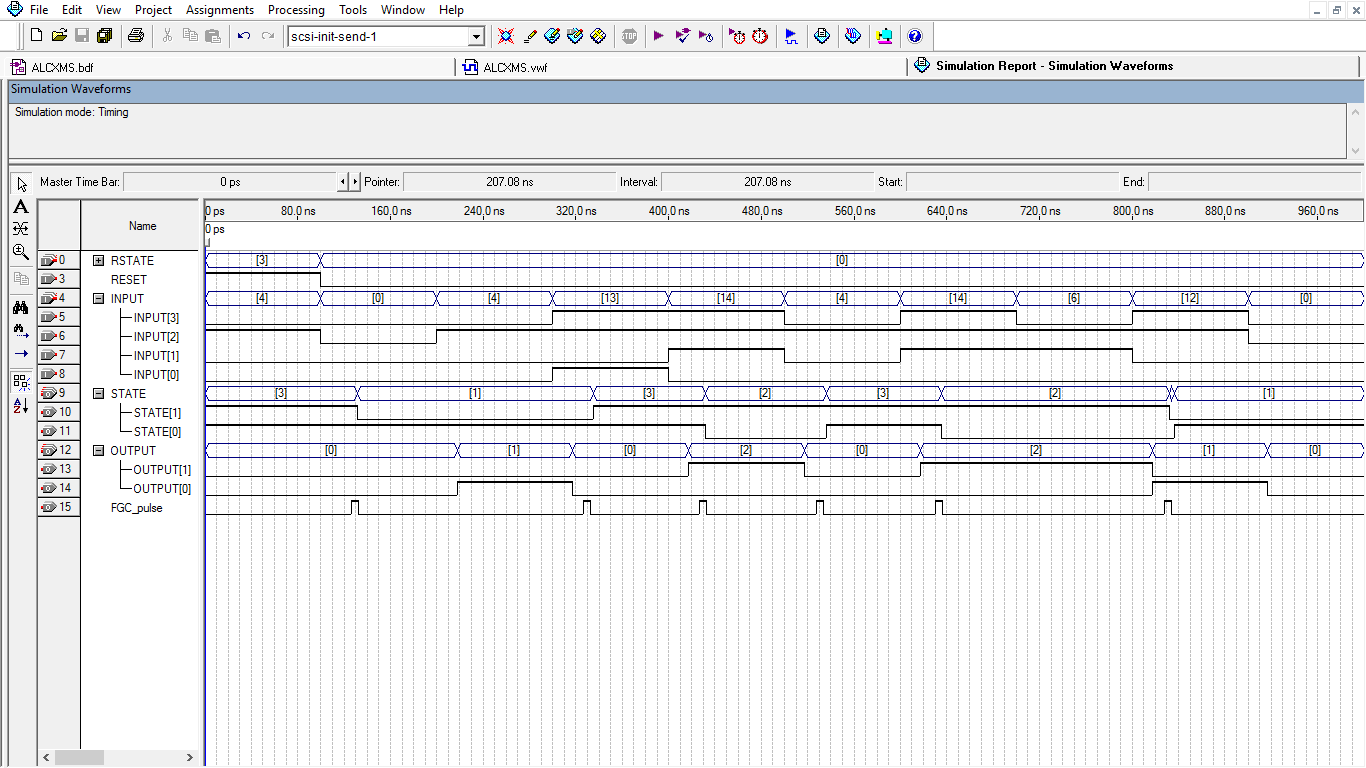 File Edit View Project Assignments Processing Tools Window Help
scsi-init-send-1
STOP
ALCXMS.bdf ALCXMS.vwf Simulation Report - Simulation Waveforms
Simulation Waveforms
Simulation mode: Timing
Master Time Bar: 0 ps Pointer: 207.08 ns Interval: 207.08 ns Start: End:
Name 0 ps 80.0 ns 160.0 ns 240.0 ns 320.0 ns 400.0 ns 480.0 ns 560.0 ns 640.0 ns 720.0 ns 800.0 ns 880.0 ns 960.0 ns
0 ps
0 RSTATE [3] [0]
3 RESET
4 INPUT [4] [0] [4] [13] [14] [4] [14] [6] [12] [0]
5 INPUT[3]
6 INPUT[2]
7 INPUT[1]
8 INPUT[0]
9 STATE [3] [1] [3] [2] [3] [2] [1]
10 STATE[1]
11 STATE[0]
12 OUTPUT [0] [1] [0] [2] [0] [2] [1] [0]
13 OUTPUT[1]
14 OUTPUT[0]
15 FGC_pulse